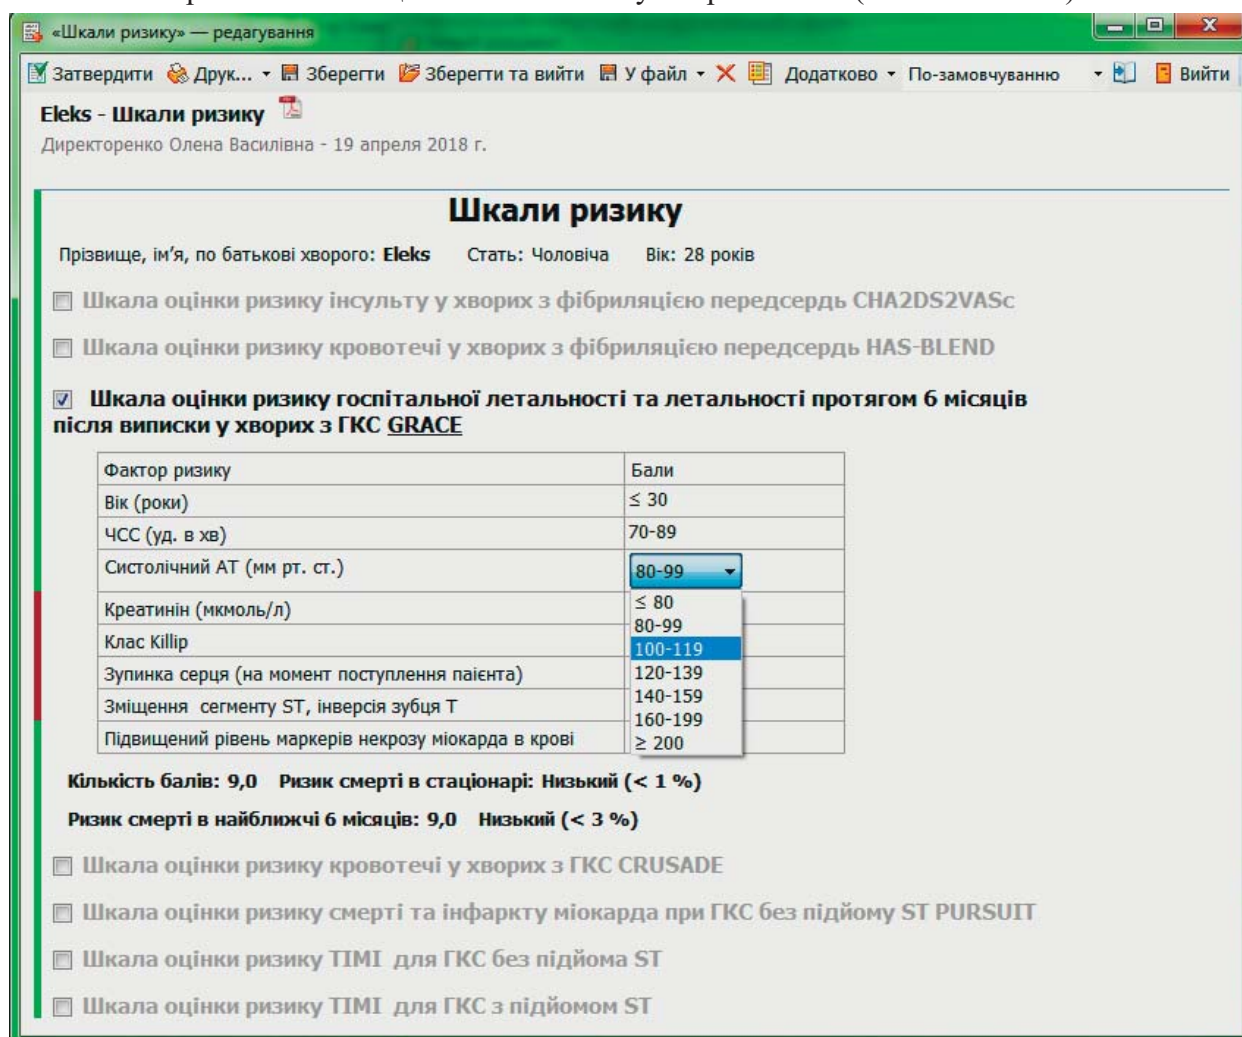 «Шкали ризику» — редагування
Затвердити Друк... Зберегти Зберегти та вийти У файл Додатково По-замовчуванню Вийти
Eleks - Шкали ризику
Директоренко Олена Василівна - 19 апреля 2018 г.
Шкали ризику
Прізвище, ім'я, по батькові хворого: Eleks Стать: Чоловіча Вік: 28 років
Шкала оцінки ризику інсульту у хворих з фібриляцією передсердь CHA2DS2VASc
Шкала оцінки ризику кровотечі у хворих з фібриляцією передсердь HAS-BLEND
Шкала оцінки ризику госпітальної летальності та летальності протягом 6 місяців
після виписки у хворих з ГКС GRACE
Фактор ризику Бали
Вік (роки) ≤ 30
ЧСС (уд. в хв) 70-89
Систолічний АТ (мм рт. ст.) 80-99
Креатинін (мкмоль/л) ≤ 80
80-99
Клас Killip 100-119
Зупинка серця (на момент поступлення паієнта) 120-139
Зміщення сегменту ST, інверсія зубця Т 140-159
160-199
Підвищений рівень маркерів некрозу міокарда в крові ≥ 200
Кількість балів: 9,0 Ризик смерті в стаціонарі: Низький (< 1 %)
Ризик смерті в найближчі 6 місяців: 9,0 Низький (< 3 %)
Шкала оцінки ризику кровотечі у хворих з ГКС CRUSADE
Шкала оцінки ризику смерті та інфаркту міокарда при ГКС без підйому ST PURSUIT
Шкала оцінки ризику TIMI для ГКС без підйома ST
Шкала оцінки ризику TIMI для ГКС з підйомом ST